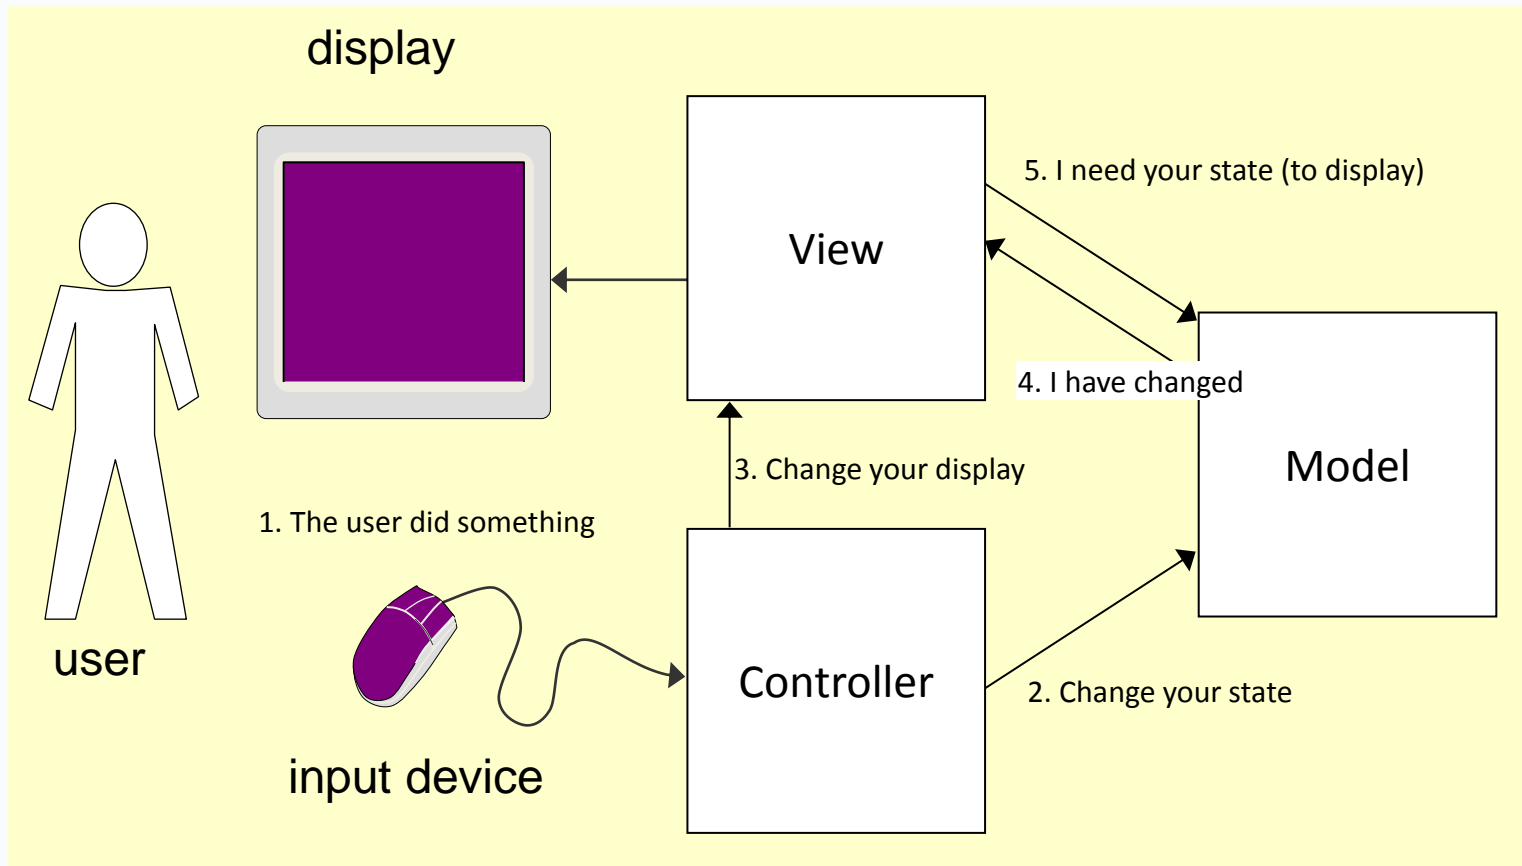 display
View
5. I need your state (to display)
4. I have changed
Model
3. Change your display
1. The user did something
user
Controller
2. Change your state
input device